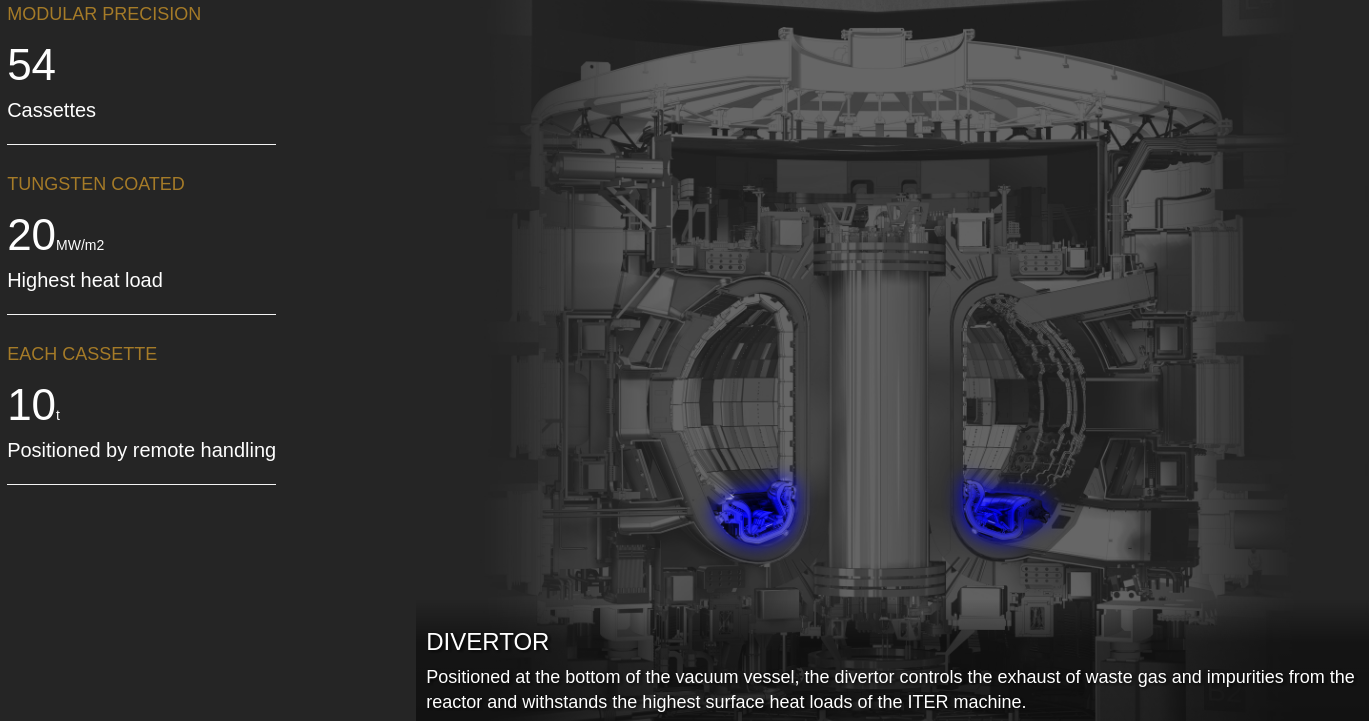 MODULAR PRECISION
54
Cassettes
TUNGSTEN COATED
20MW/m2
Highest heat load
EACH CASSETTE
10t
Positioned by remote handling
DIVERTOR
Positioned at the bottom of the vacuum vessel, the divertor controls the exhaust of waste gas and impurities from the
reactor and withstands the highest surface heat loads of the ITER machine.